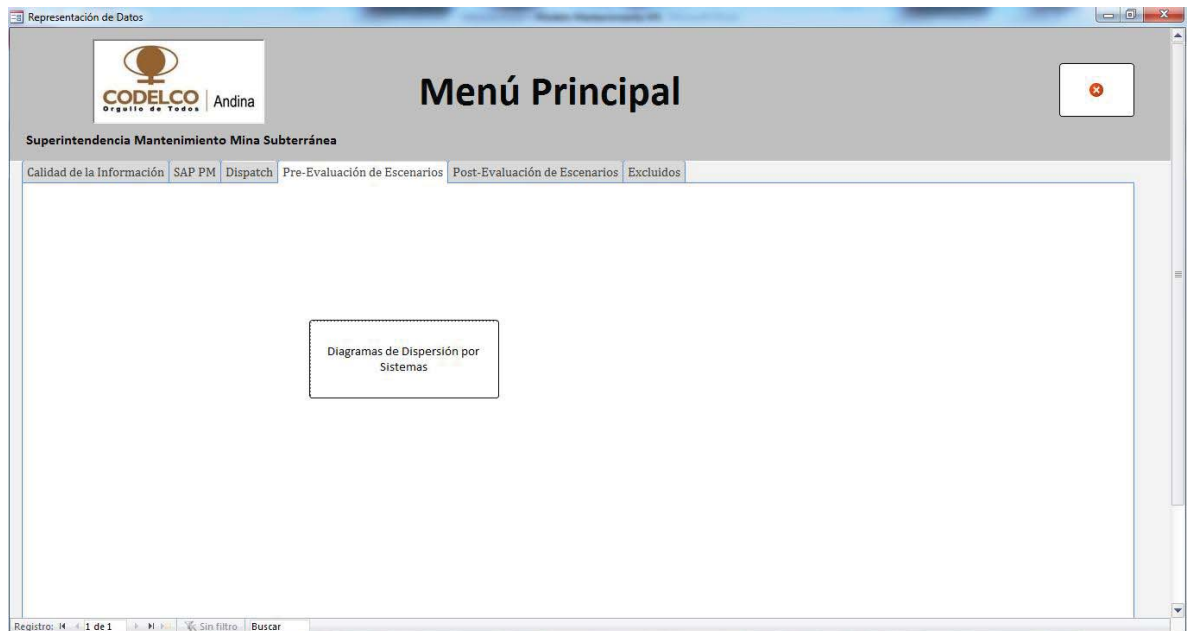 Representación de Datos
CODELCO
Orgullo de Todos
Andina
Menú Principal
Superintendencia Mantenimiento Mina Subterránea
Calidad de la Información SAP PM Dispatch Pre-Evaluación de Escenarios Post-Evaluación de Escenarios Excluidos
Diagramas de Dispersión por
Sistemas
Registro: 1 de 1 Sin filtro Buscar